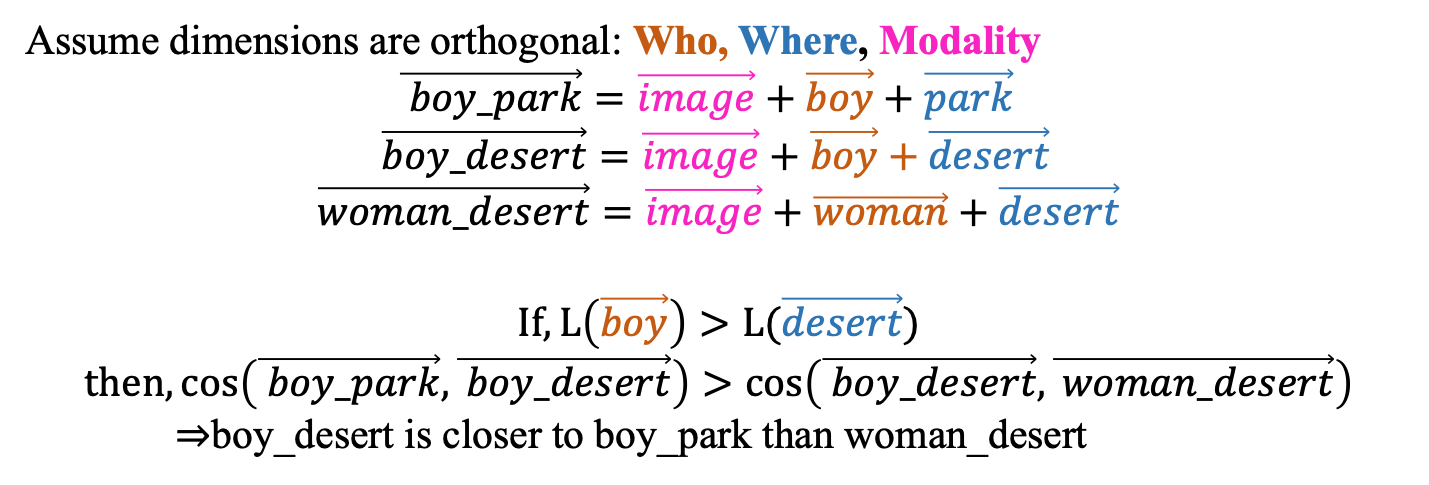 Assume dimensions are orthogonal: Who, Where, Modality
boy_park = image + boy + park
boy_desert = image + boy + desert
woman_desert = image + woman + desert
If, L(boy) > L(desert)
then, cos( boy_park, boy_desert) > cos( boy_desert, woman_desert)
⇒boy_desert is closer to boy_park than woman_desert